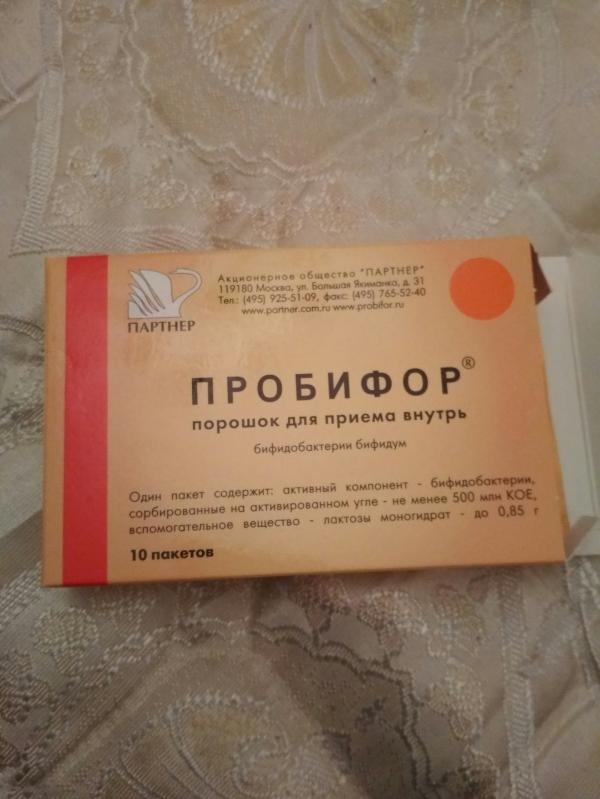 Акционерное общество "ПАРТНЕР"
119180 Москва, ул. Большая Якиманка, д. 31
Тел.: (495) 925-51-09, факс: (495) 765-52-40
www.partner.com.ru www.probifor.ru
ПАРТНЕР
ПРОБИФОР®
порошок для приема внутрь
бифидобактерии бифидум
Один пакет содержит: активный компонент - бифидобактерии,
сорбированные на активированном угле - не менее 500 млн КОЕ,
вспомогательное вещество - лактозы моногидрат - до 0,85 г
10 пакетов